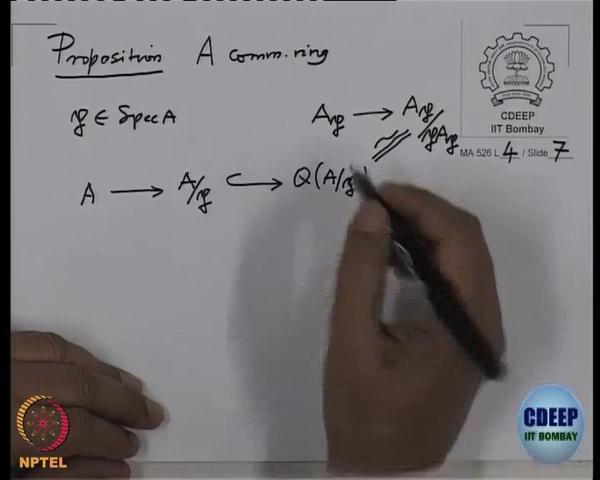 Proposition A comm. ring
𝔭 ∈ Spec A
A𝔭 → A𝔭/𝔭A𝔭
≅
A → A/𝔭 ↪ Q(A/𝔭)
CDEEP
IIT Bombay
MA 526 L 4 / Slide 7
NPTEL
CDEEP
IIT BOMBAY